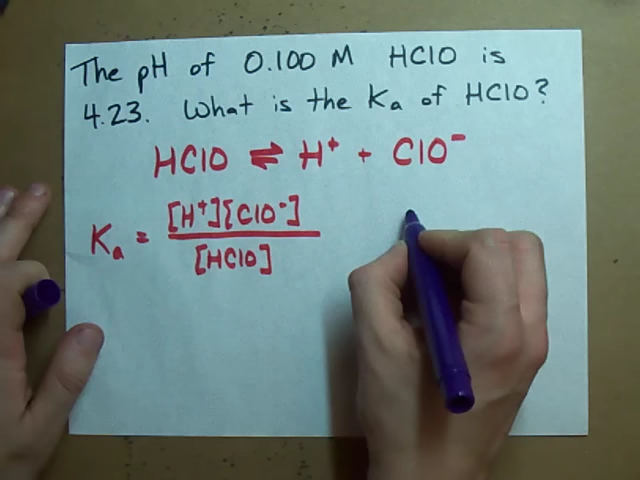 The pH of 0.100 M HClO is
4.23. What is the Ka of HClO?
HClO ⇌ H⁺ + ClO⁻
Ka = [H⁺][ClO⁻]
[HClO]